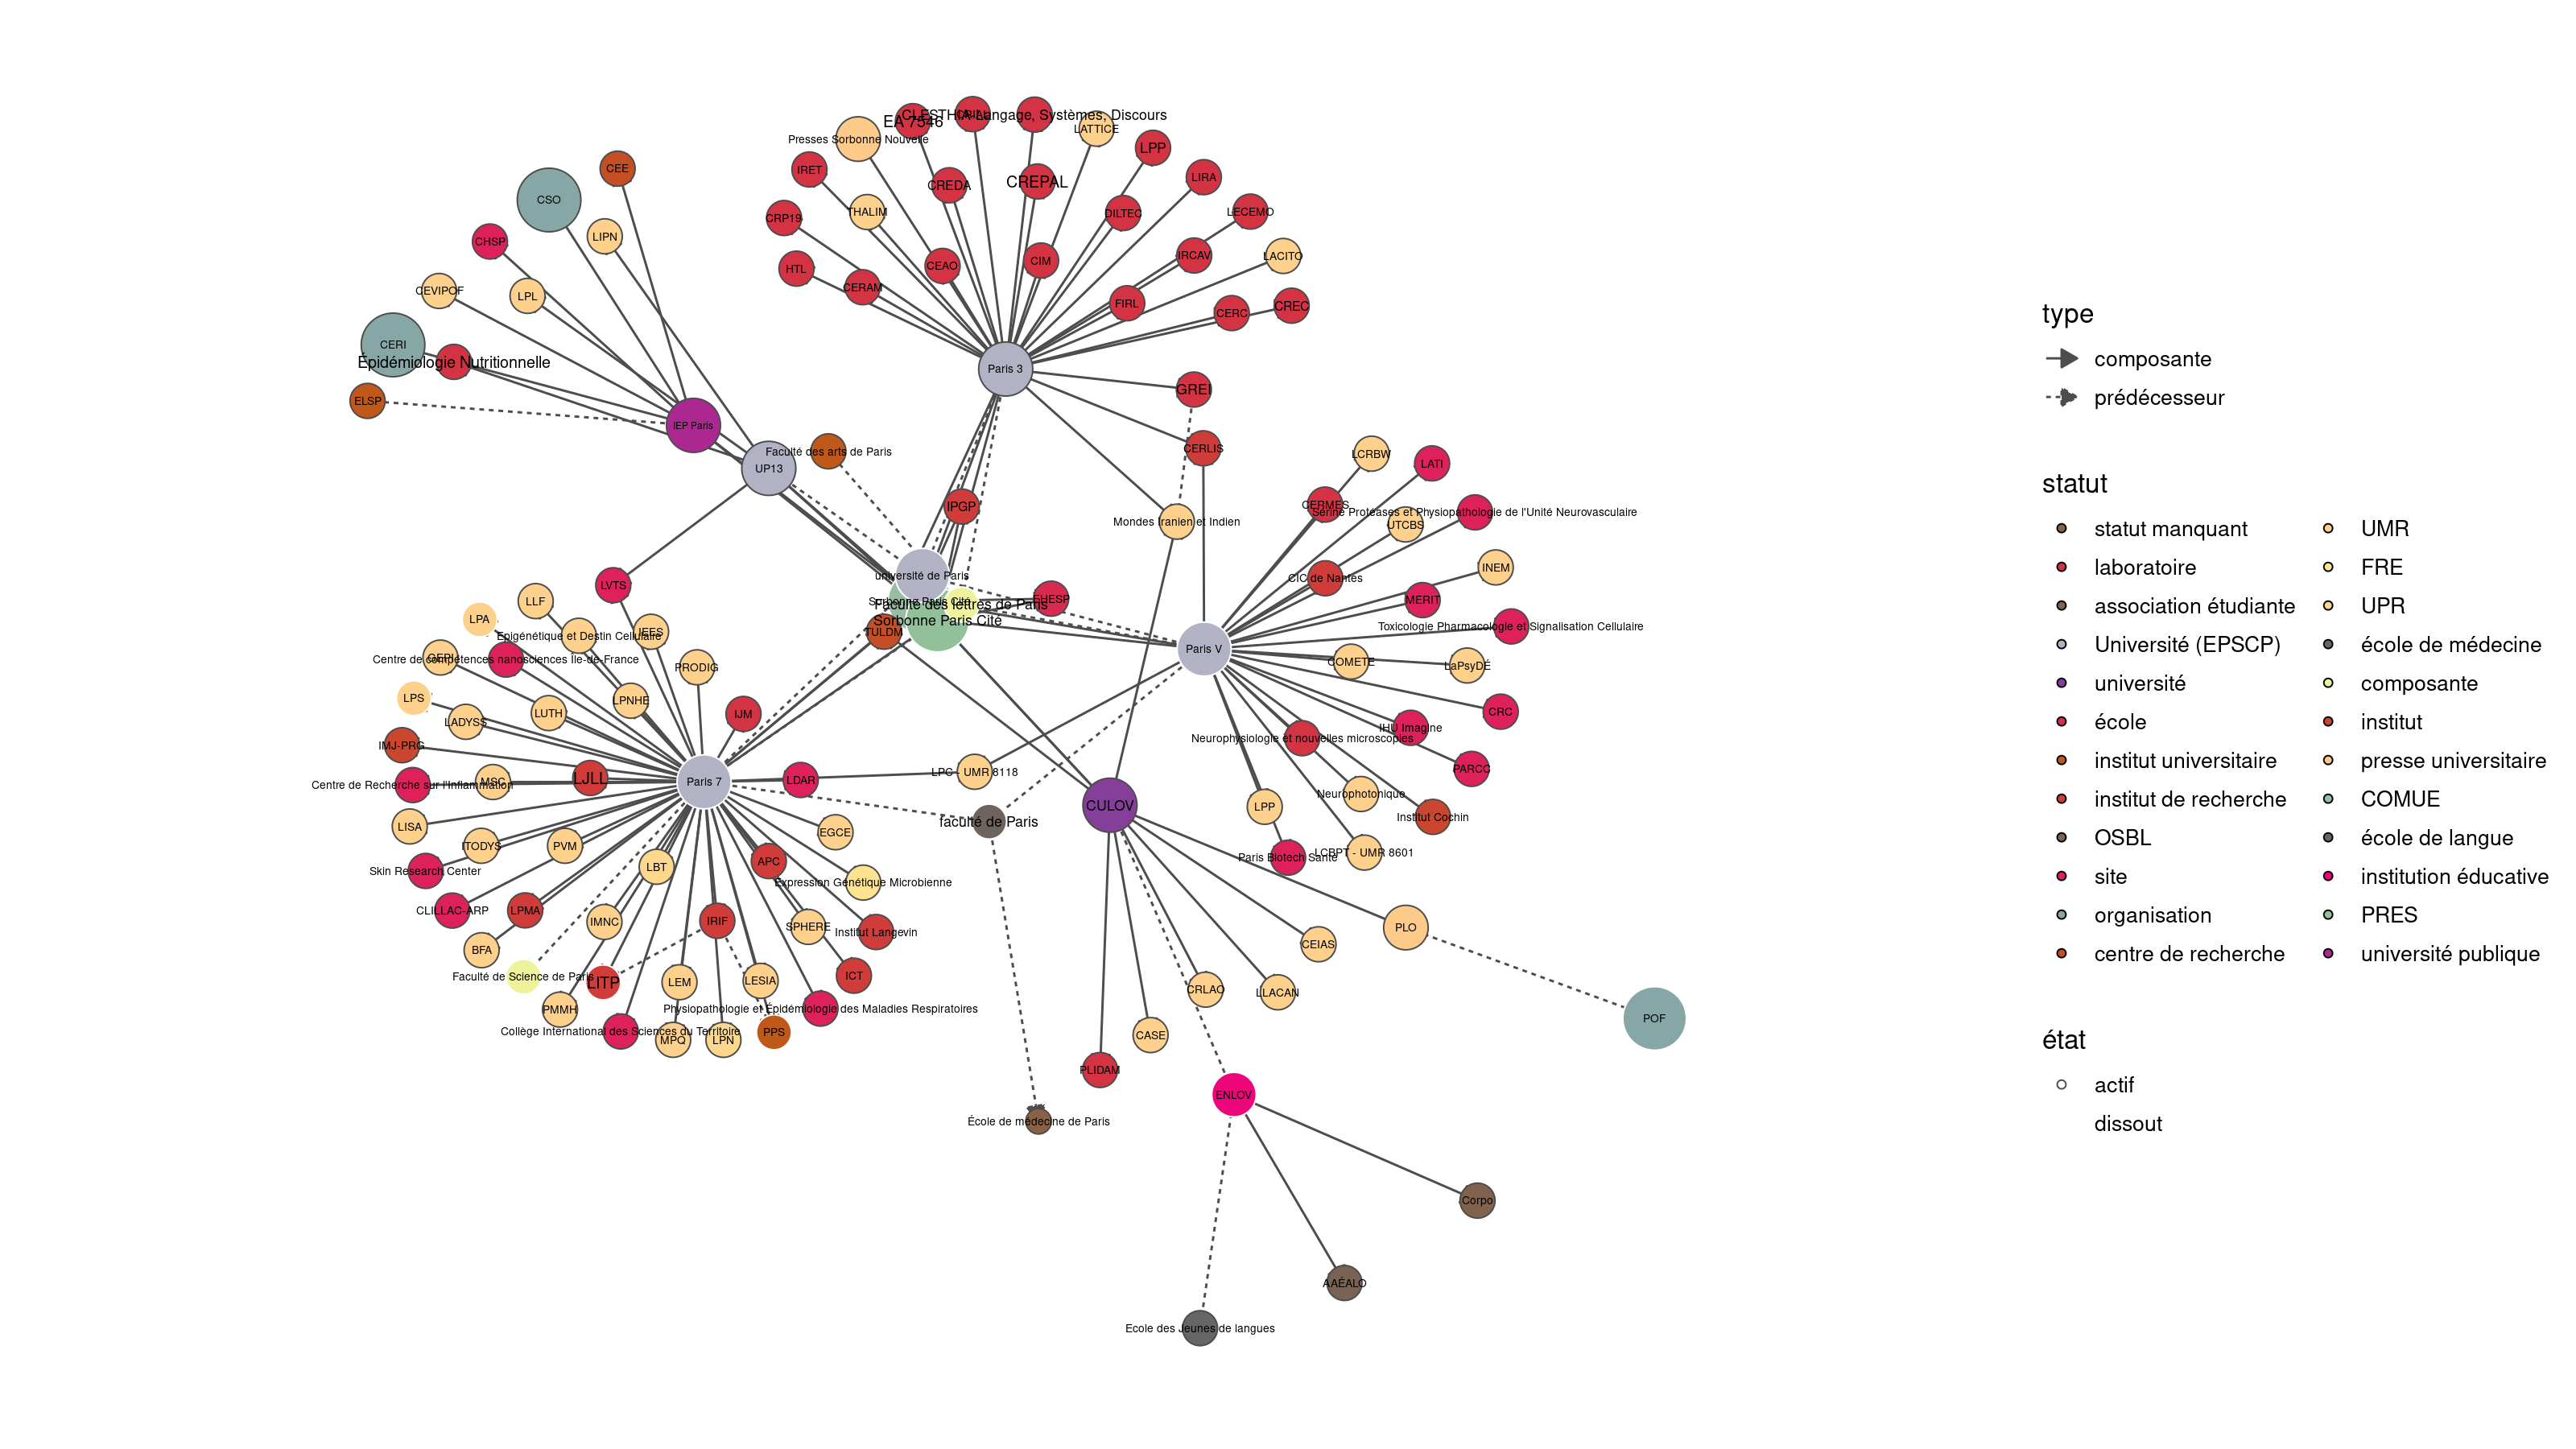 CLESTHIA-Langage, Systèmes, Discours
EA 7546
LATTICE
Presses Sorbonne Nouvelle
LPP
CEE
IRET
LIRA
CREDA
CREPAL
CSO
THALIM
CRP19
DILTEC
LECEMO
LIPN
CHSP
IRCAV
LACITO
CIM
CEAO
HTL
CERAM
CEVIPOF
LPL
FIRL
CREC
CERC
CERI
Épidémiologie Nutritionnelle
Paris 3
GREI
ELSP
IEP Paris
CERLIS
Faculté des arts de Paris
LCRBW
LATI
UP13
CERMES
IPGP
Sérine Protéases et Physiopathologie de l'Unité Neurovasculaire
Mondes Iranien et Indien
UTCBS
INEM
université de Paris
CIC de Nantes
LVTS
LLF
Sorbonne Paris Cité
EHESP
MERIT
Faculté des lettres de Paris
LPA
Sorbonne Paris Cité
Toxicologie Pharmacologie et Signalisation Cellulaire
TULDM
IEES
Epigénétique et Destin Cellulaire
Paris V
GERI
Centre de compétences nanosciences Ile-de-France
COMETE
LaPsyDÉ
PRODIG
LPS
LPNHE
CRC
LUTH
IJM
LADYSS
IHU Imagine
Neurophysiologie et nouvelles microscopies
IMJ-PRG
LPC - UMR 8118
PARCC
LJLL
LDAR
Paris 7
MSC
Centre de Recherche sur l'Inflammation
Neurophotonique
CULOV
LPP
Institut Cochin
faculté de Paris
LISA
EGCE
ITODYS
PVM
LCBPT - UMR 8601
Paris Biotech Santé
APC
LBT
Skin Research Center
Expression Génétique Microbienne
CLILLAC-ARP
LPMA
IMNC
IRIF
SPHERE
Institut Langevin
PLO
CEIAS
BFA
Faculté de Science de Paris
ICT
LITP
LEM
LESIA
CRLAO
LLACAN
PMMH
Physiopathologie et Épidémiologie des Maladies Respiratoires
POF
Collège International des Sciences du Territoire
PPS
CASE
MPQ
LPN
PLIDAM
ENLOV
École de médecine de Paris
Corpo
AAÉALO
Ecole des Jeunes de langues
type
composante
prédécesseur
statut
statut manquant
laboratoire
association étudiante
Université (EPSCP)
université
école
institut universitaire
institut de recherche
OSBL
site
organisation
centre de recherche
UMR
FRE
UPR
école de médecine
composante
institut
presse universitaire
COMUE
école de langue
institution éducative
PRES
université publique
état
actif
dissout